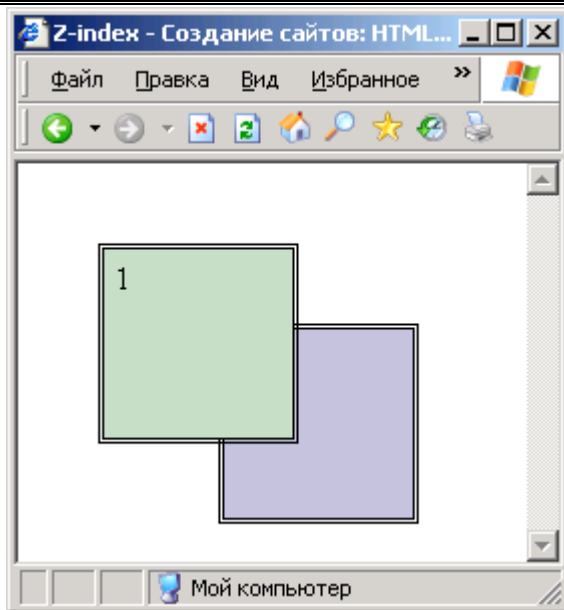 Z-index - Создание сайтов: HTML...
Файл Правка Вид Избранное »
1
Мой компьютер